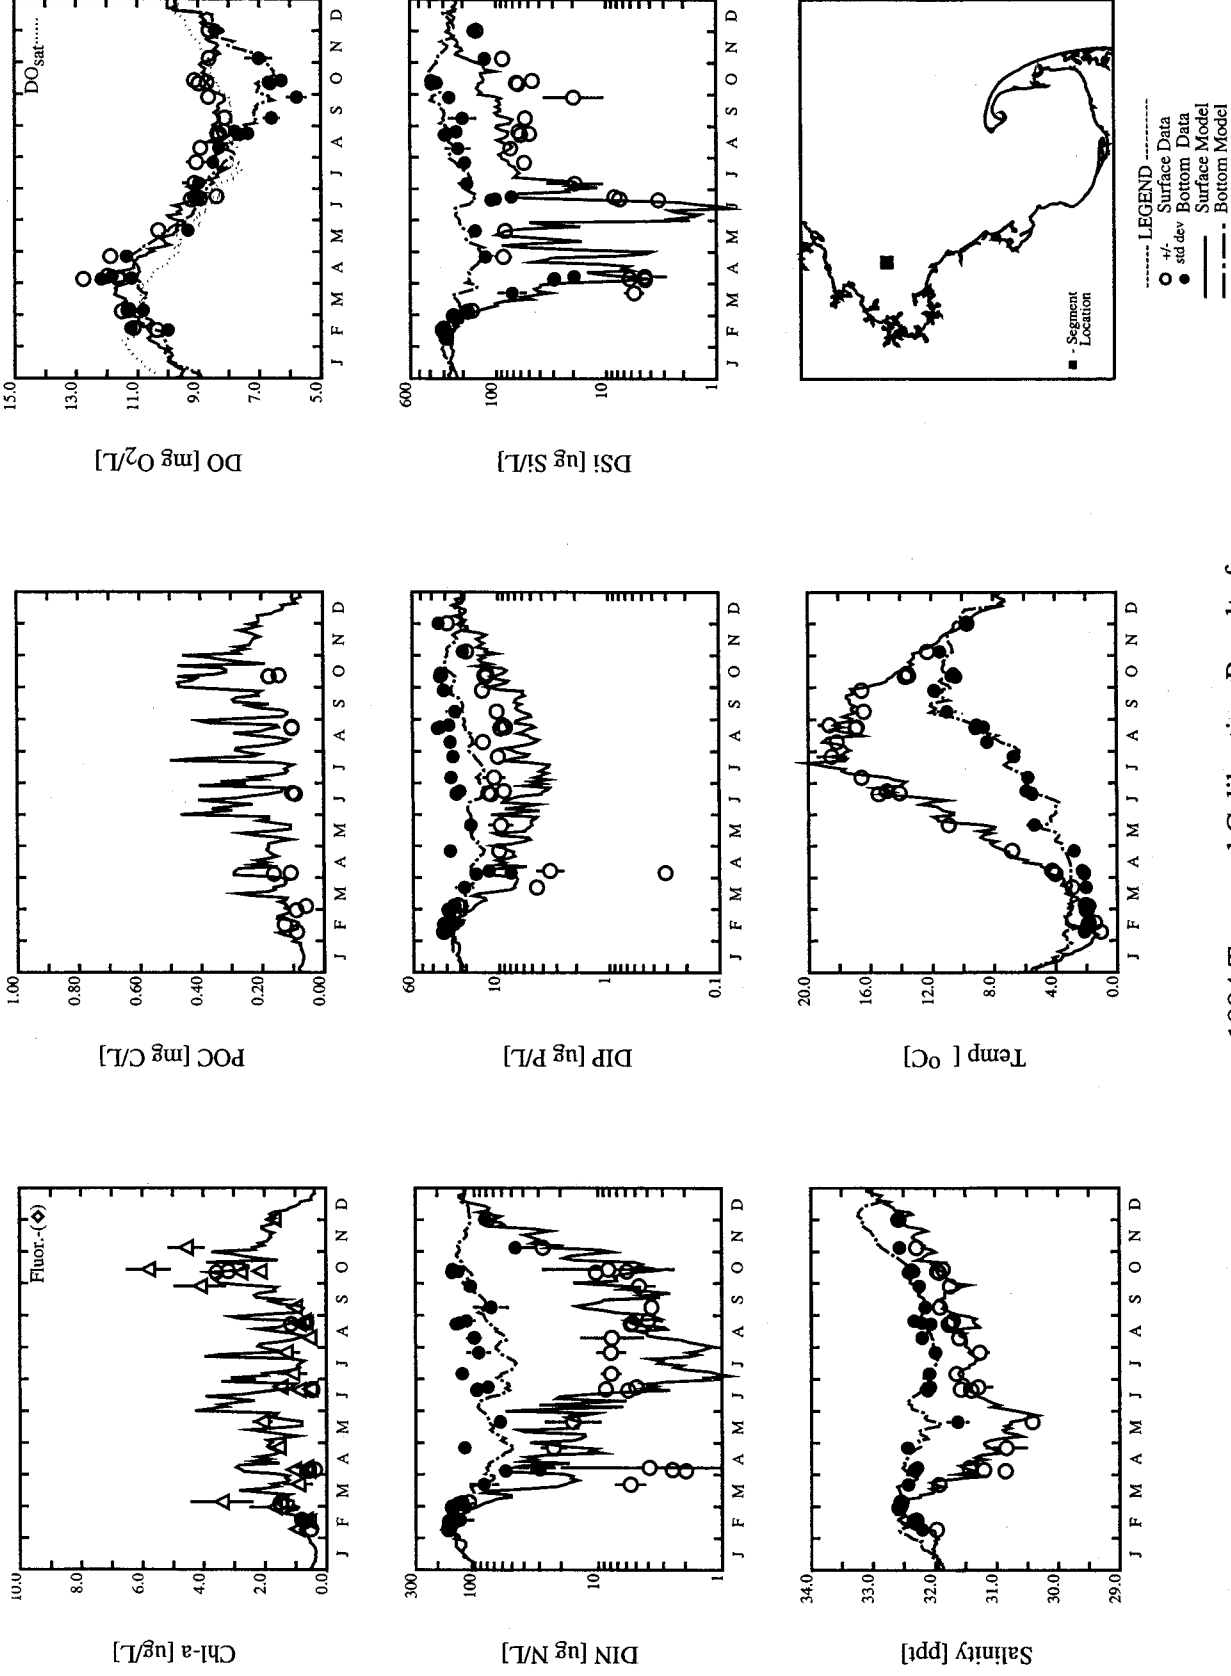 Chl-a [ug/L]
10.0
8.0
6.0
4.0
2.0
0.0
Fluor.-(◇)
J F M A M J J A S O N D
POC [mg C/L]
1.00
0.80
0.60
0.40
0.20
0.00
J F M A M J J A S O N D
DO [mg O2/L]
15.0
13.0
11.0
9.0
7.0
5.0
DOsat
J F M A M J J A S O N D
DIN [ug N/L]
300
100
10
1
J F M A M J J A S O N D
DIP [ug P/L]
60
10
1
0.1
J F M A M J J A S O N D
DSi [ug Si/L]
600
100
10
1
J F M A M J J A S O N D
Salinity [ppt]
34.0
33.0
32.0
31.0
30.0
29.0
J F M A M J J A S O N D
Temp [ oC]
20.0
16.0
12.0
8.0
4.0
0.0
J F M A M J J A S O N D
■ - Segment
Location
-------- LEGEND --------
+/- Surface Data
std dev Bottom Data
Surface Model
Bottom Model